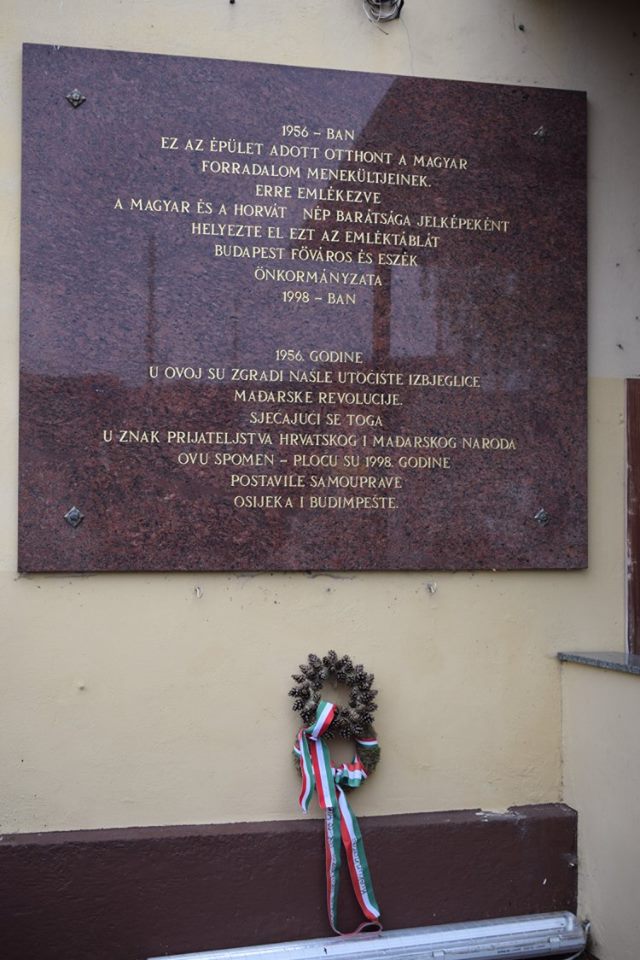 1956 – BAN
EZ AZ ÉPÜLET ADOTT OTTHONT A MAGYAR
FORRADALOM MENEKÜLTJEINEK.
ERRE EMLÉKEZVE
A MAGYAR ÉS A HORVÁT NÉP BARÁTSÁGA JELKÉPEKÉNT
HELYEZTE EL EZT AZ EMLÉKTÁBLÁT
BUDAPEST FŐVÁROS ÉS ESZÉK
ÖNKORMÁNYZATA
1998 – BAN
1956. GODINE
U OVOJ SU ZGRADI NAŠLE UTOČIŠTE IZBJEGLICE
MAĐARSKE REVOLUCIJE.
SJEĆAJUĆI SE TOGA
U ZNAK PRIJATELJSTVA HRVATSKOG I MAĐARSKOG NARODA
OVU SPOMEN – PLOČU SU 1998. GODINE
POSTAVILE SAMOUPRAVE
OSIJEKA I BUDIMPEŠTE.